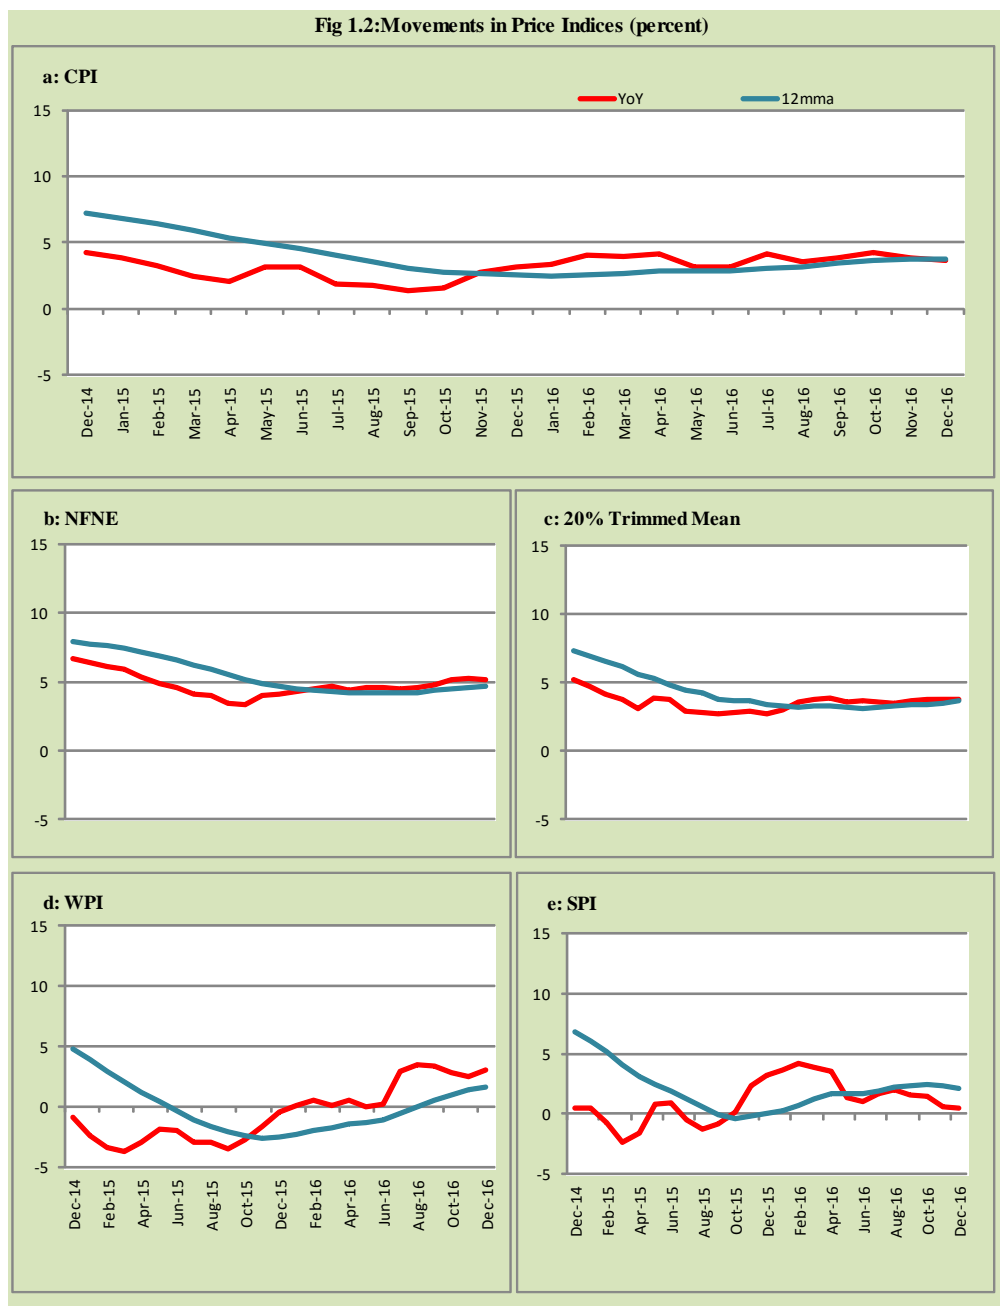 Fig 1.2:Movements in Price Indices (percent)
a: CPI
YoY 12mma
15
10
5
0
-5
Dec-14 Jan-15 Feb-15 Mar-15 Apr-15 May-15 Jun-15 Jul-15 Aug-15 Sep-15 Oct-15 Nov-15 Dec-15 Jan-16 Feb-16 Mar-16 Apr-16 May-16 Jun-16 Jul-16 Aug-16 Sep-16 Oct-16 Nov-16 Dec-16
b: NFNE
15
10
5
0
-5
c: 20% Trimmed Mean
15
10
5
0
-5
d: WPI
15
10
5
0
-5
Dec-14 Feb-15 Apr-15 Jun-15 Aug-15 Oct-15 Dec-15 Feb-16 Apr-16 Jun-16 Aug-16 Oct-16 Dec-16
e: SPI
15
10
5
0
-5
Dec-14 Feb-15 Apr-15 Jun-15 Aug-15 Oct-15 Dec-15 Feb-16 Apr-16 Jun-16 Aug-16 Oct-16 Dec-16